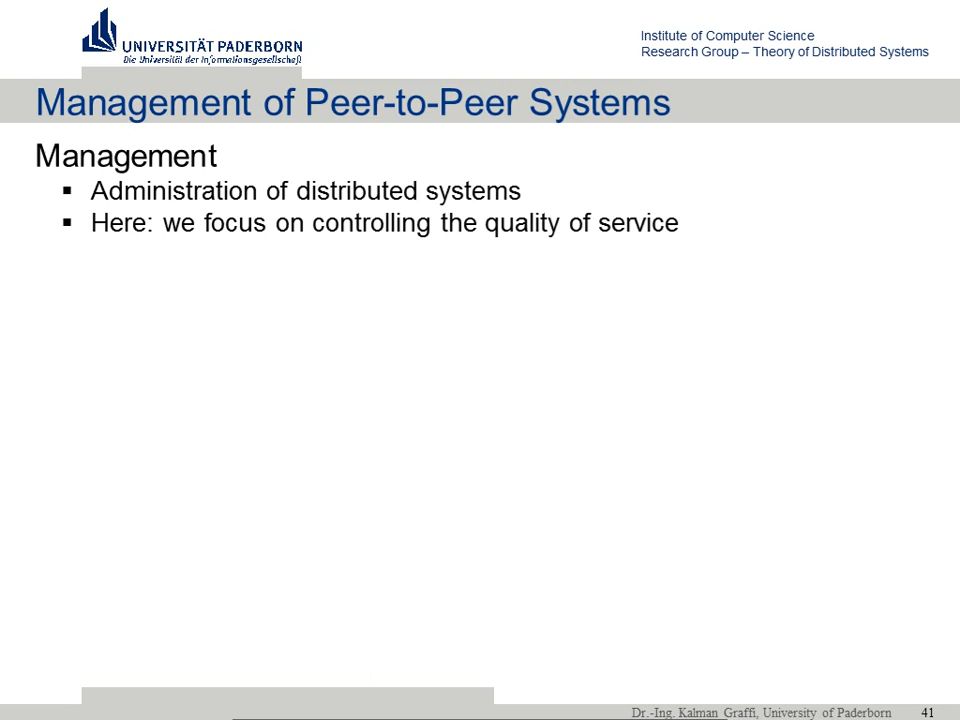 UNIVERSITÄT PADERBORN
Die Universität der Informationsgesellschaft
Institute of Computer Science
Research Group – Theory of Distributed Systems
Management of Peer-to-Peer Systems
Management
▪ Administration of distributed systems
▪ Here: we focus on controlling the quality of service
Dr.-Ing. Kalman Graffi, University of Paderborn 41